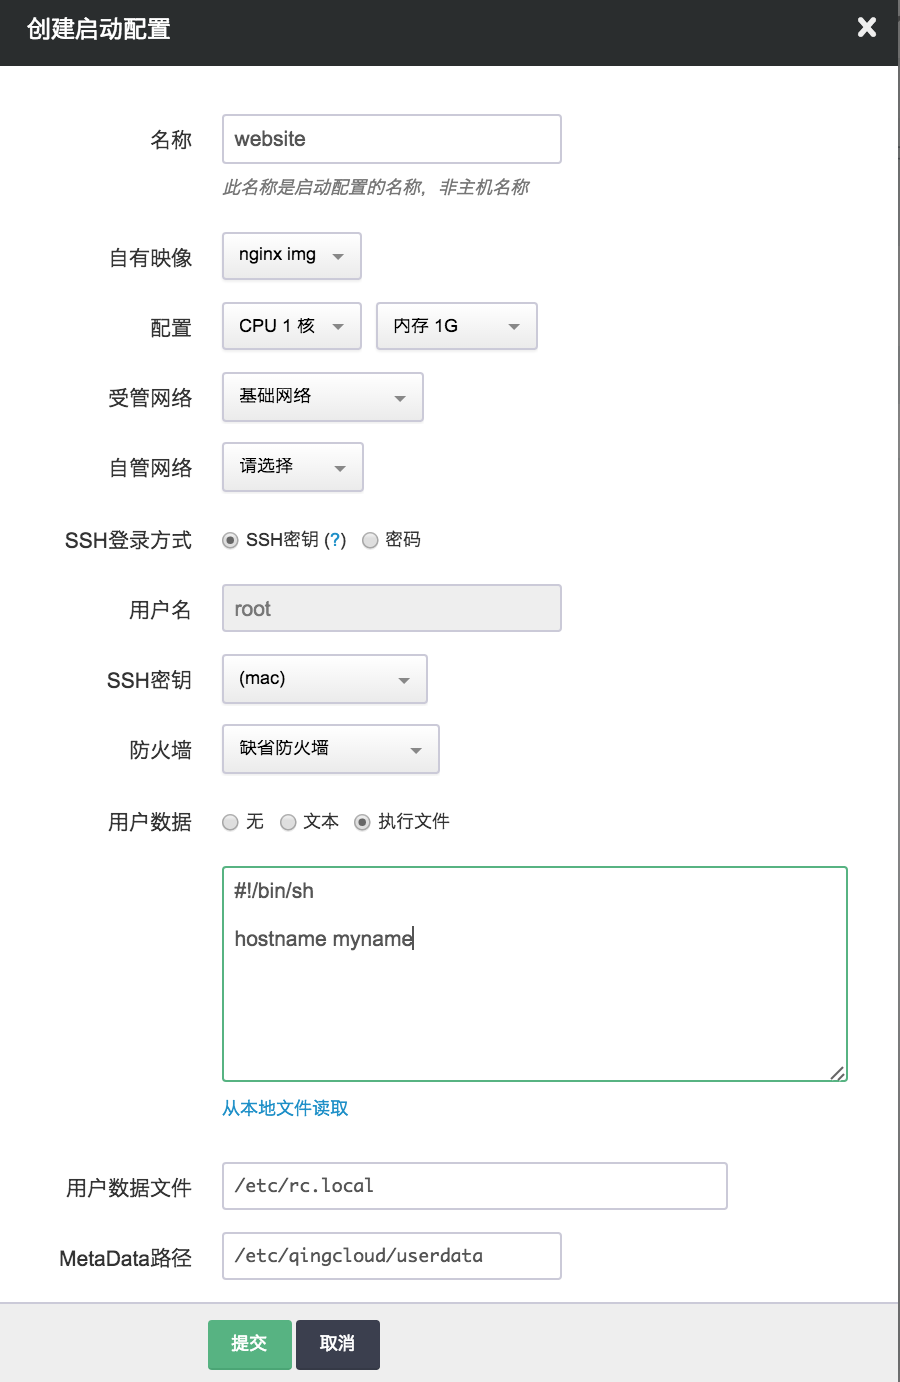 创建启动配置
名称 website
此名称是启动配置的名称，非主机名称
自有映像 nginx img
配置 CPU 1 核 内存 1G
受管网络 基础网络
自管网络 请选择
SSH登录方式 SSH密钥 (?) 密码
用户名 root
SSH密钥 (mac)
防火墙 缺省防火墙
用户数据 无 文本 执行文件
#!/bin/sh
hostname myname
从本地文件读取
用户数据文件 /etc/rc.local
MetaData路径 /etc/qingcloud/userdata
提交 取消